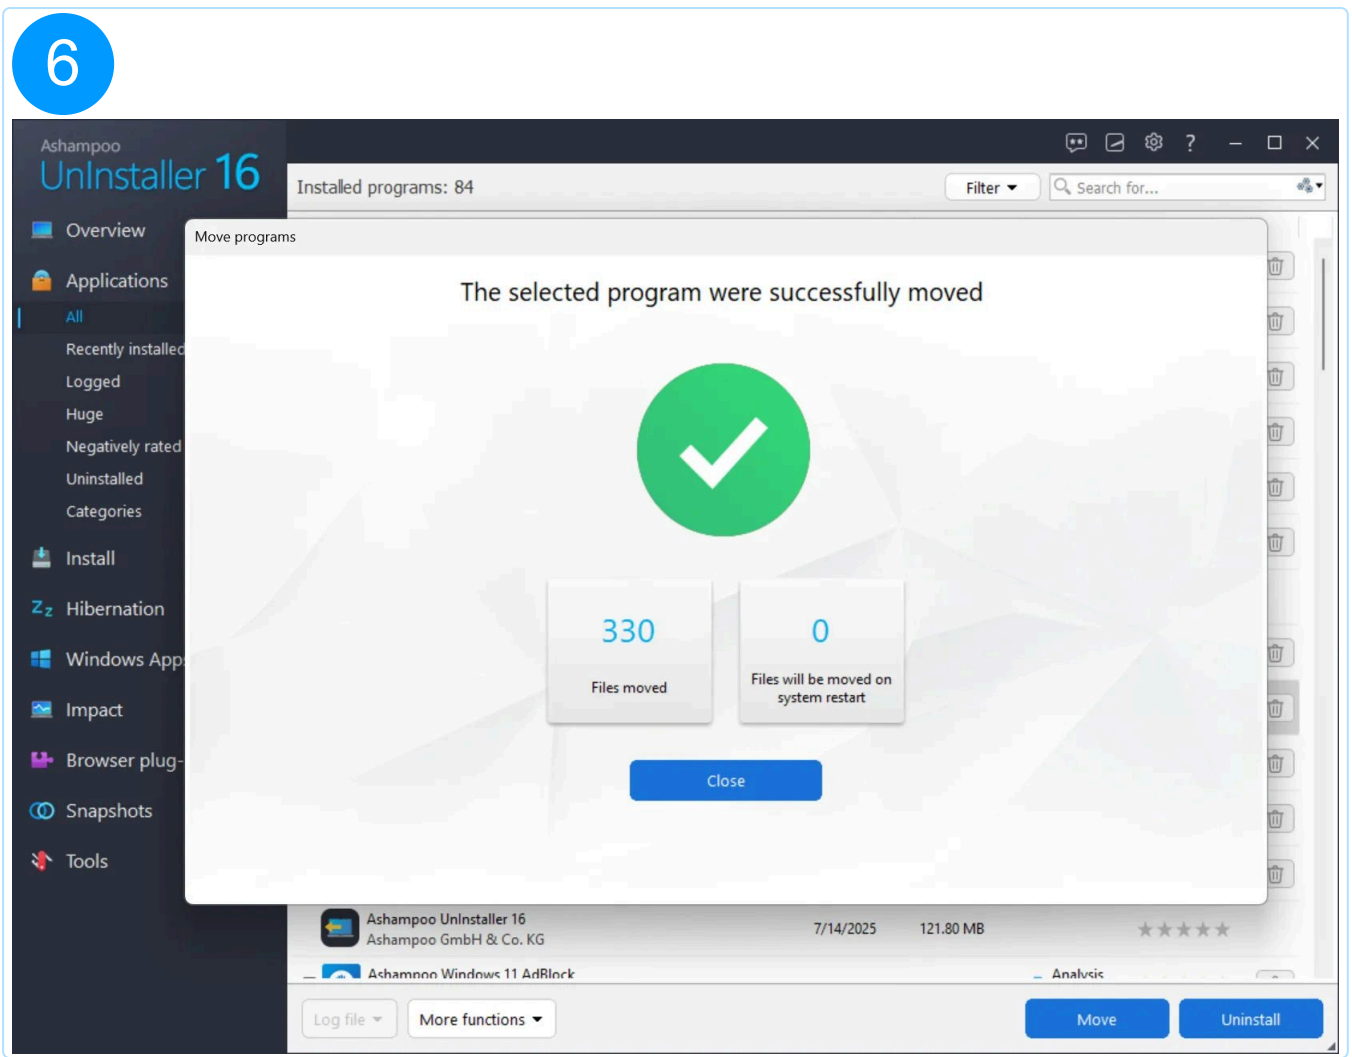 6
Ashampoo
UnInstaller 16
Installed programs: 84
Filter
Search for...
Overview
Applications
All
Recently installed
Logged
Huge
Negatively rated
Uninstalled
Categories
Install
Zz Hibernation
Windows App
Impact
Browser plug-
Snapshots
Tools
Move programs
The selected program were successfully moved
330
Files moved
0
Files will be moved on
system restart
Close
Ashampoo UnInstaller 16
Ashampoo GmbH & Co. KG
7/14/2025
121.80 MB
Ashampoo Windows 11 AdBlock
Analysis
Log file
More functions
Move
Uninstall